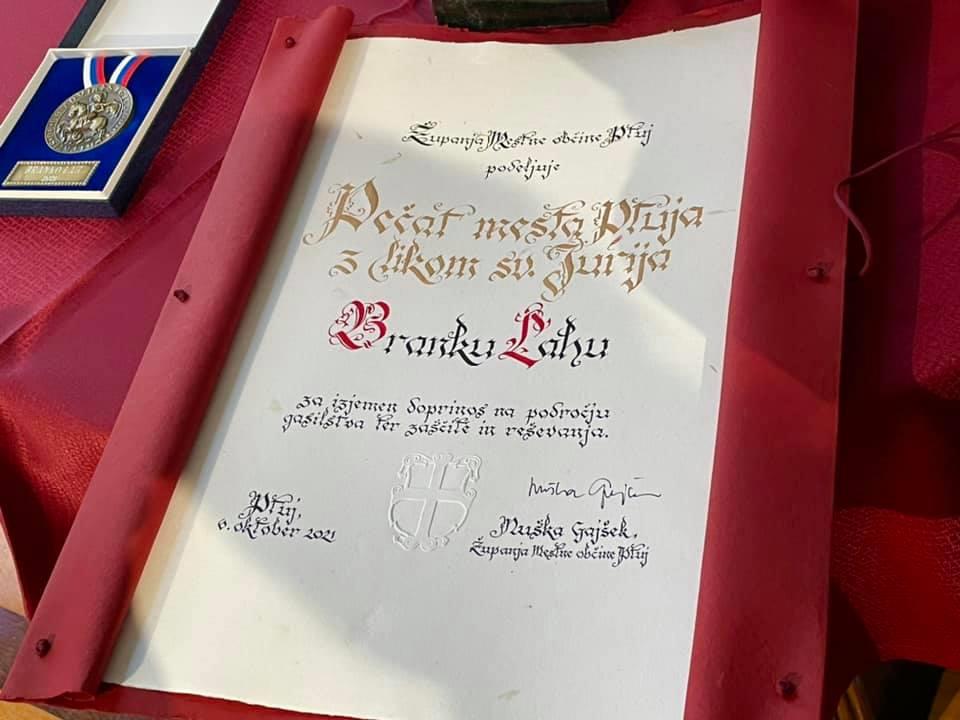 Županja Mestne občine Ptuj
podeljuje
Pečat mesta Ptuja
z likom sv. Jurija
Branku Lahu
za izjemen doprinos na področju
gasilstva ter zaščite in reševanja.
Ptuj,
6. oktober 2021
Nuška Gajšek,
Županja Mestne občine Ptuj